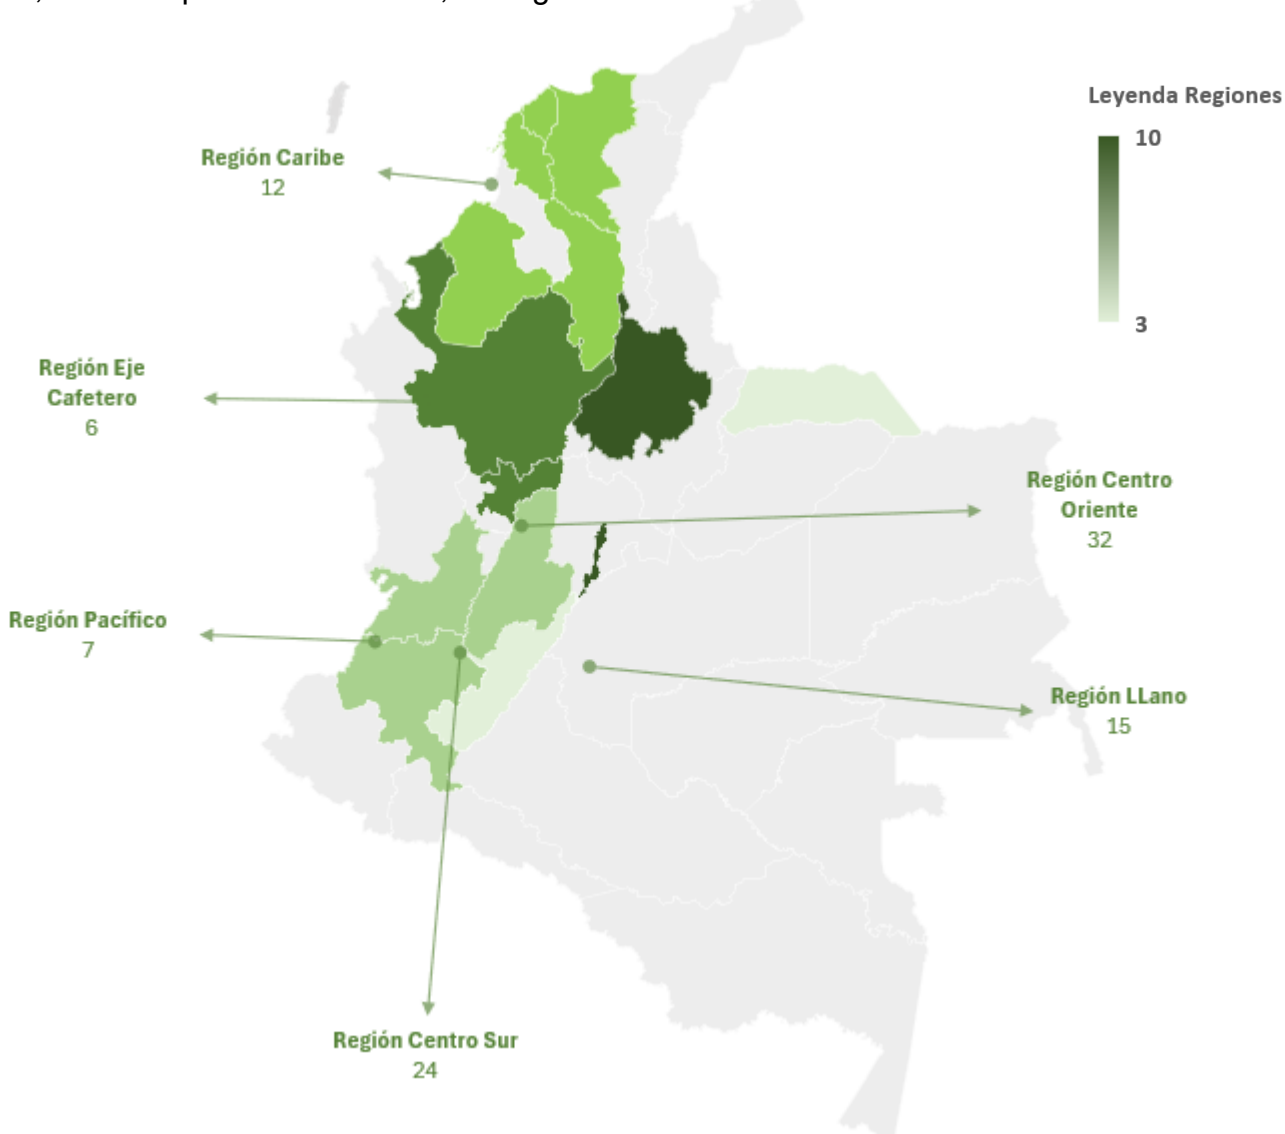 Leyenda Regiones
10
3
Región Caribe
12
Región Eje
Cafetero
6
Región Centro
Oriente
32
Región Pacífico
7
Región LLano
15
Región Centro Sur
24